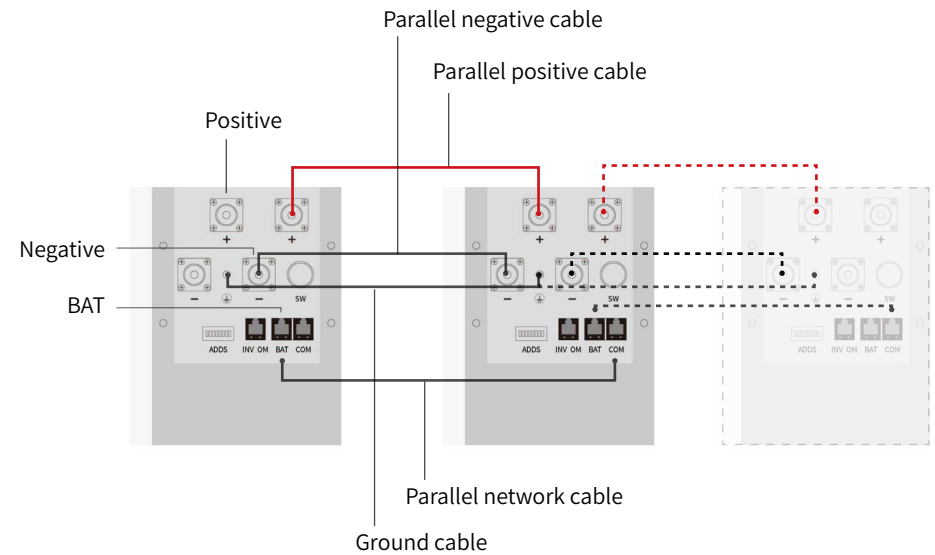 Parallel negative cable
Parallel positive cable
Positive
+ +
+ +
+ +
Negative
− −
SW
− −
SW
− −
SW
BAT
ADDS INV OM BAT COM
ADDS INV OM BAT COM
ADDS INV OM BAT COM
Parallel network cable
Ground cable